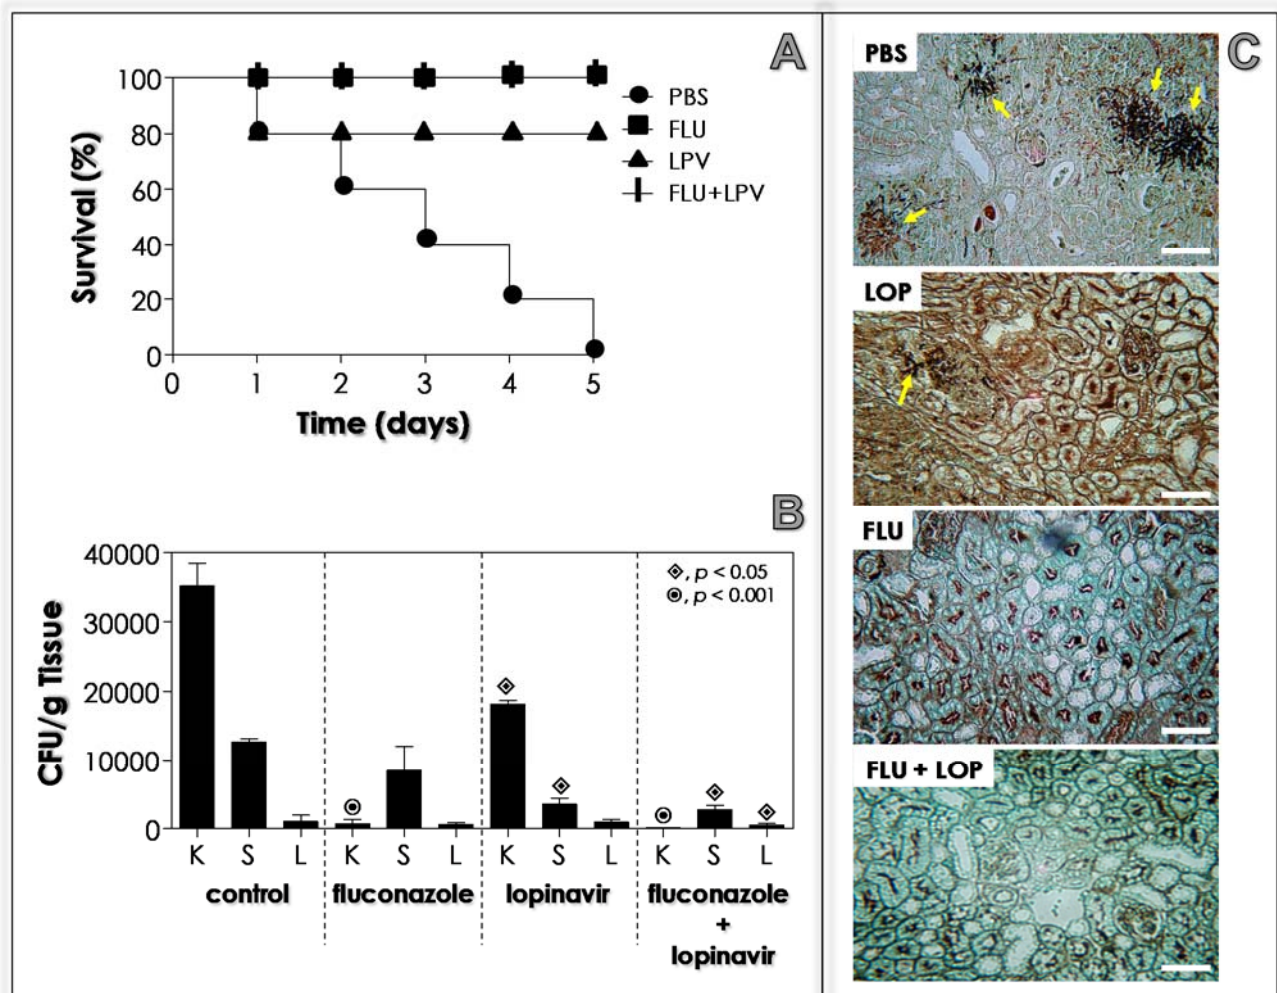 A
100
80
60
40
20
0
Survival (%)
0 1 2 3 4 5
Time (days)
PBS
FLU
LPV
FLU+LPV
B
40000
30000
20000
10000
0
CFU/g Tissue
, p < 0.05
, p < 0.001
K S L K S L K S L K S L
control fluconazole lopinavir fluconazole
+
lopinavir
C
PBS
LOP
FLU
FLU + LOP